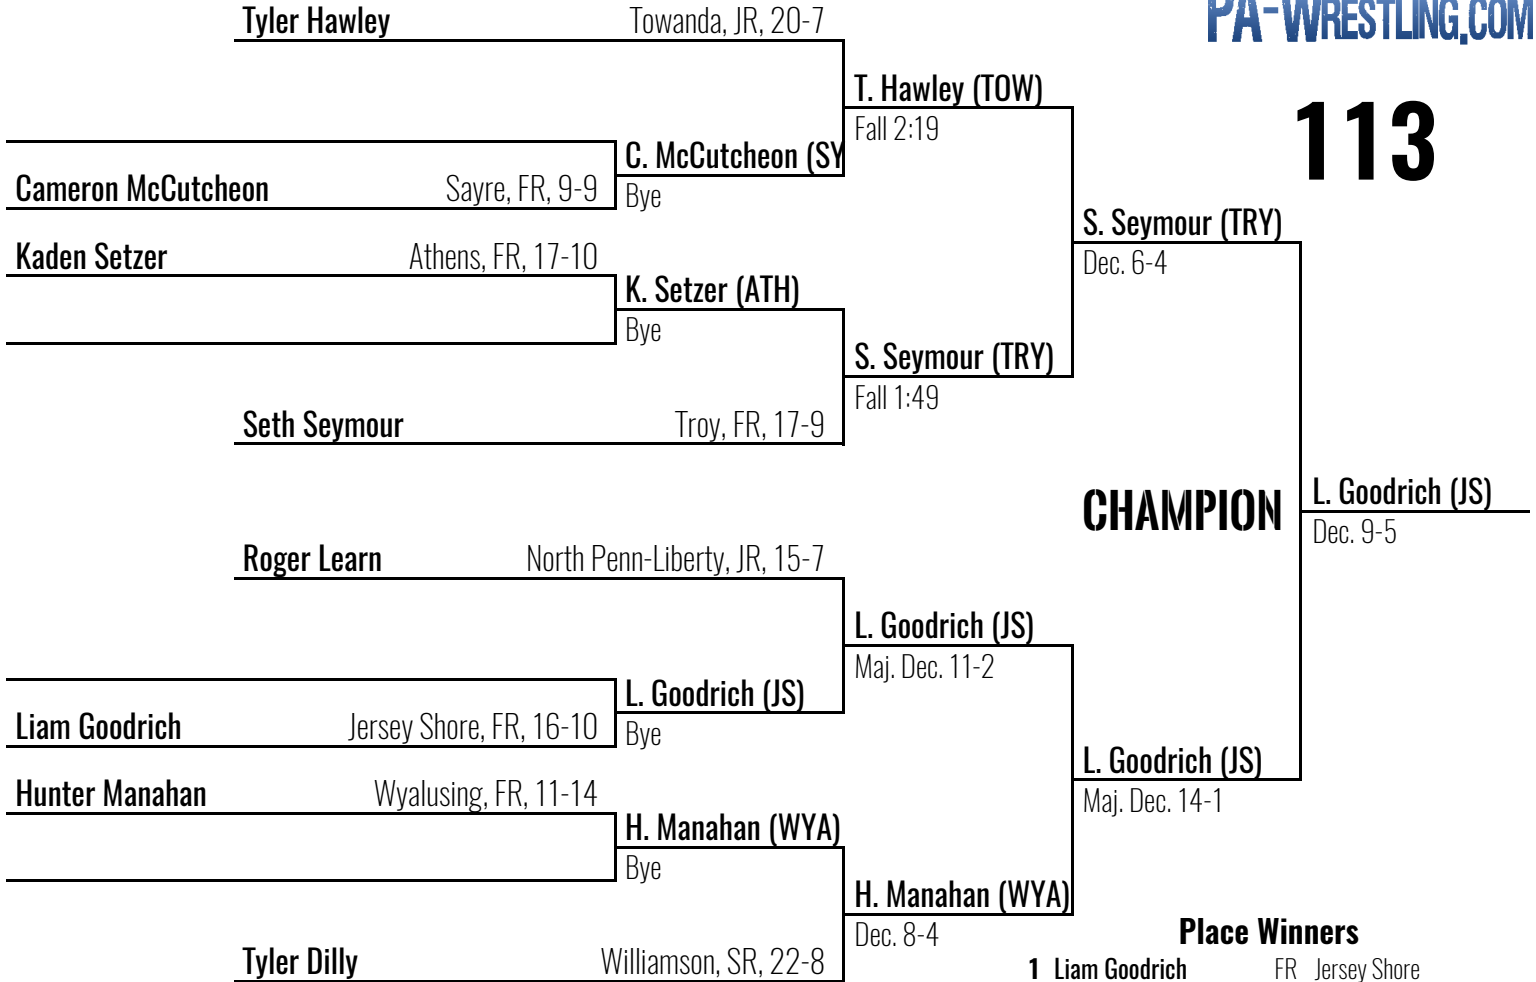 PA-WRESTLING.COM
113
Tyler Hawley Towanda, JR, 20-7
T. Hawley (TOW)
Fall 2:19
C. McCutcheon (SY
Bye
Cameron McCutcheon Sayre, FR, 9-9
S. Seymour (TRY)
Dec. 6-4
Kaden Setzer Athens, FR, 17-10
K. Setzer (ATH)
Bye
S. Seymour (TRY)
Fall 1:49
Seth Seymour Troy, FR, 17-9
CHAMPION
L. Goodrich (JS)
Dec. 9-5
Roger Learn North Penn-Liberty, JR, 15-7
L. Goodrich (JS)
Maj. Dec. 11-2
L. Goodrich (JS)
Bye
Liam Goodrich Jersey Shore, FR, 16-10
L. Goodrich (JS)
Maj. Dec. 14-1
Hunter Manahan Wyalusing, FR, 11-14
H. Manahan (WYA)
Bye
H. Manahan (WYA)
Dec. 8-4
Tyler Dilly Williamson, SR, 22-8
Place Winners
1 Liam Goodrich FR Jersey Shore